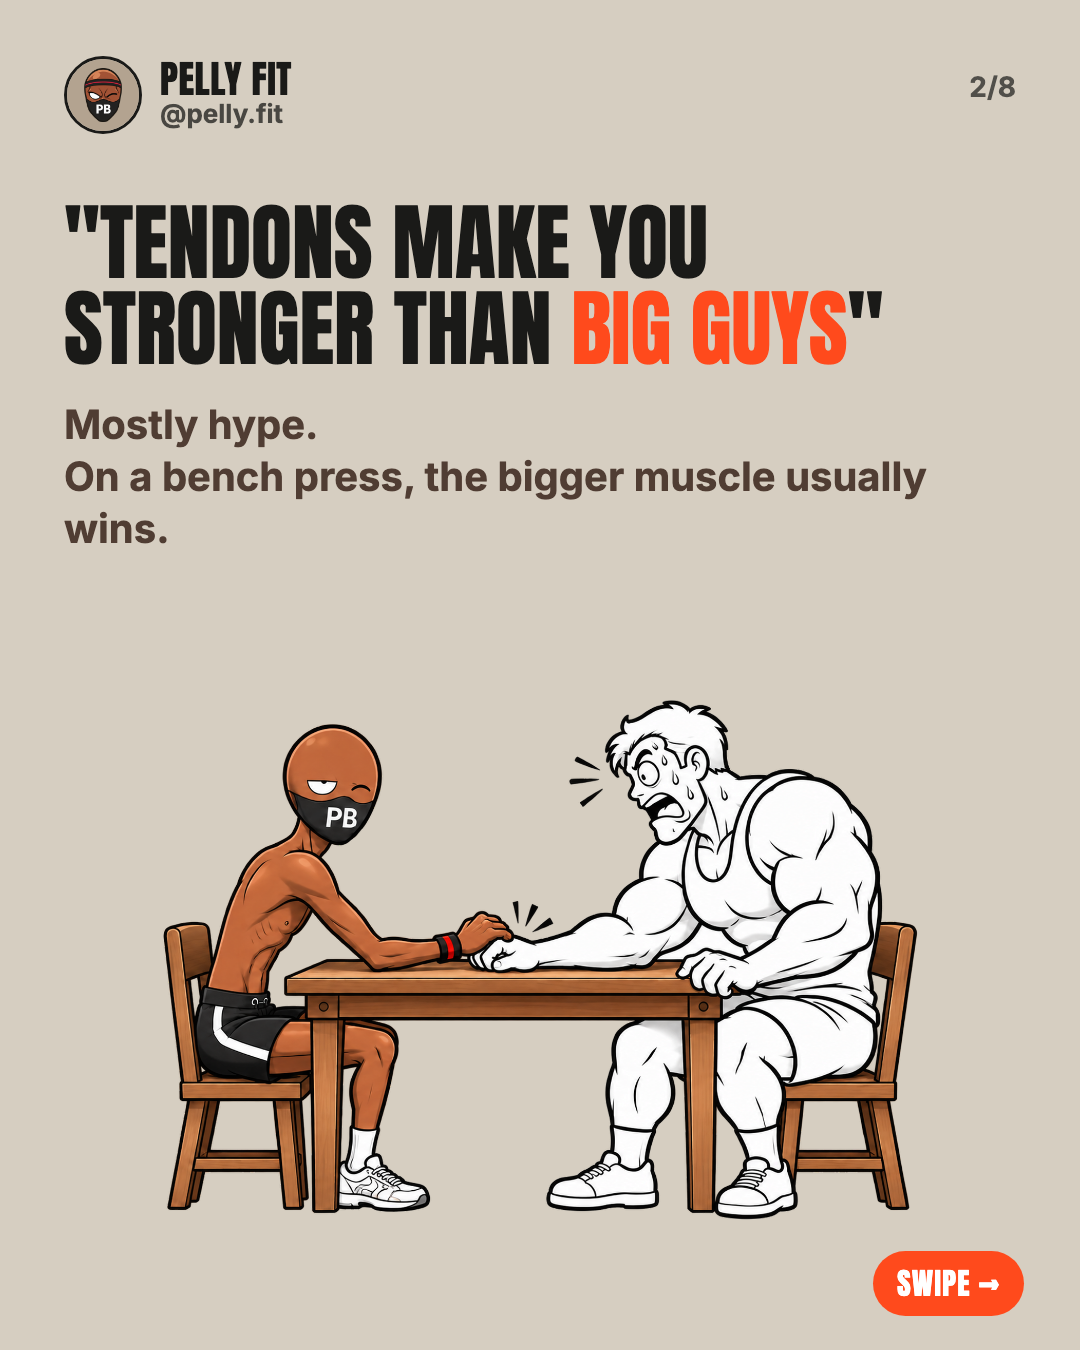 PB
PELLY FIT
@pelly.fit
2/8
"TENDONS MAKE YOU
STRONGER THAN BIG GUYS"
Mostly hype.
On a bench press, the bigger muscle usually
wins.
PB
SWIPE →